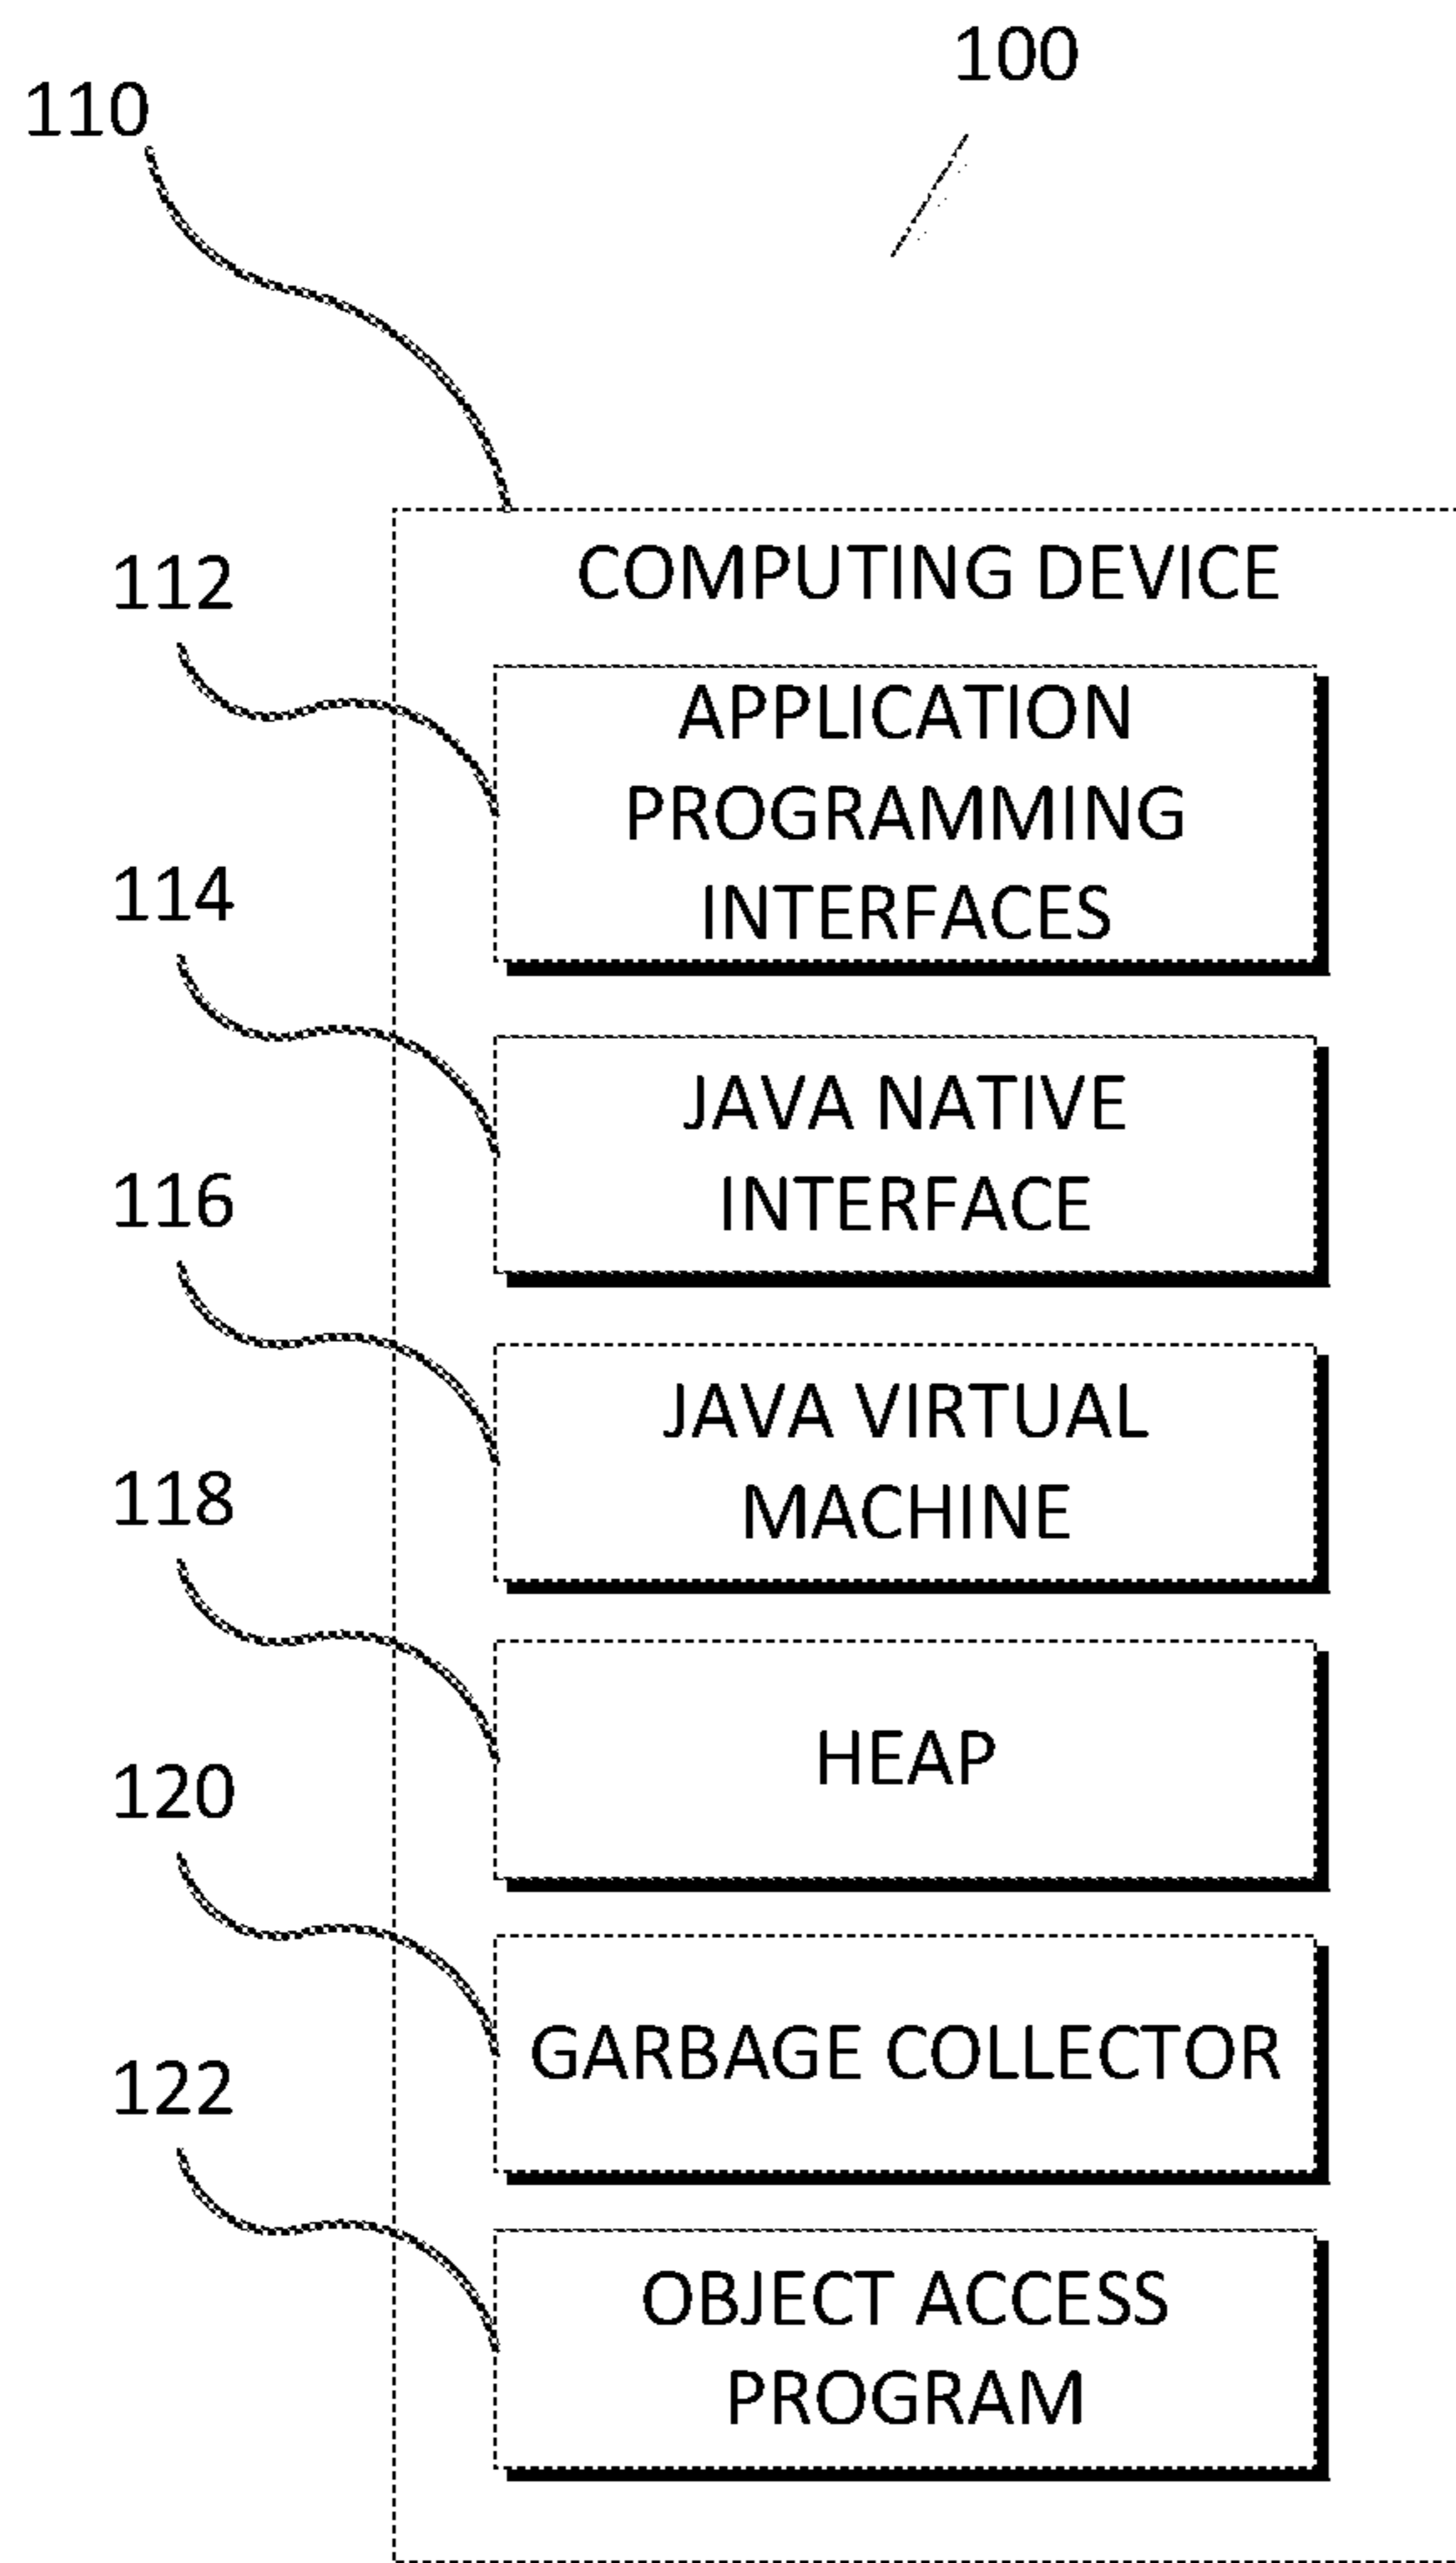 100
110
COMPUTING DEVICE
112
APPLICATION
PROGRAMMING
INTERFACES
114
JAVA NATIVE
INTERFACE
116
JAVA VIRTUAL
MACHINE
118
HEAP
120
GARBAGE COLLECTOR
122
OBJECT ACCESS
PROGRAM